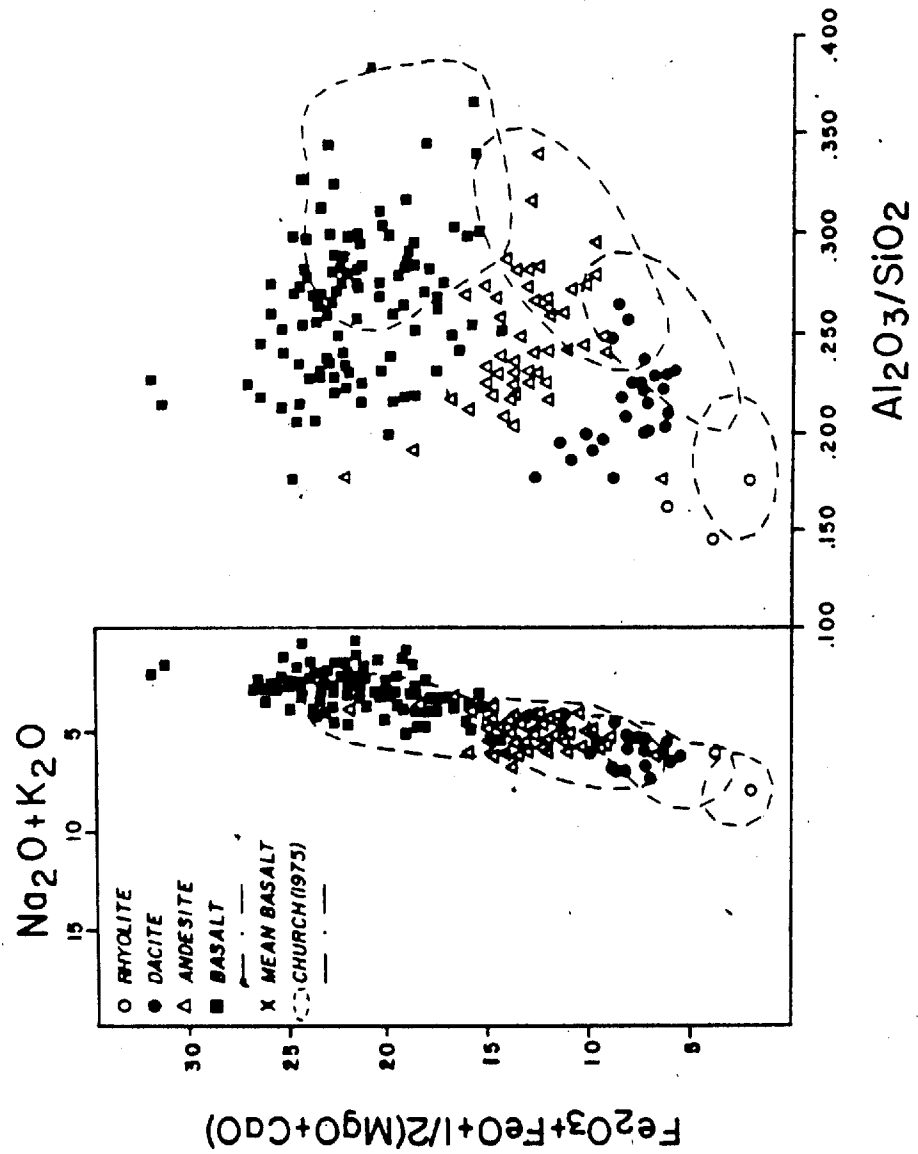 Na2O+K2O
5
10
15
O RHYOLITE
● DACITE
△ ANDESITE
■ BASALT
X MEAN BASALT
CHURCH(1975)
30
25
20
15
10
5
Fe2O3+FeO+1/2(MgO+CaO)
.100
.150
.200
.250
.300
.350
.400
Al2O3/SiO2